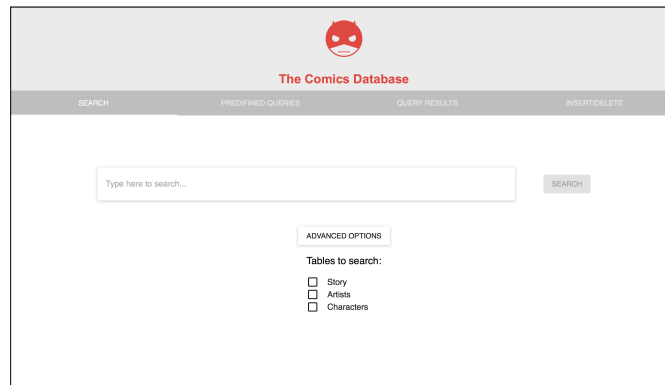 The Comics Database
SEARCH PREDIFINED QUERIES QUERY RESULTS INSERT/DELETE
Type here to search... SEARCH
ADVANCED OPTIONS
Tables to search:
Story
Artists
Characters